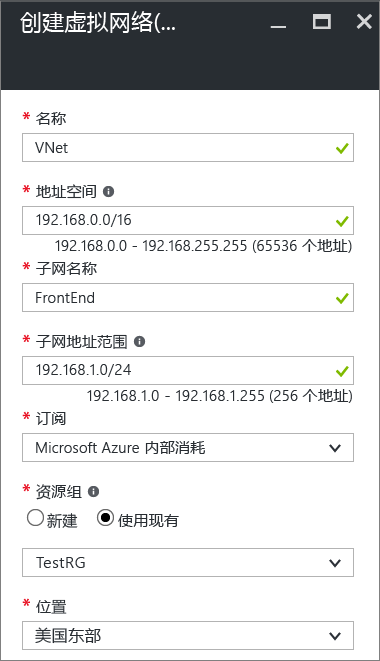 创建虚拟网络(...
* 名称
VNet
* 地址空间
192.168.0.0/16
192.168.0.0 - 192.168.255.255 (65536 个地址)
* 子网名称
FrontEnd
* 子网地址范围
192.168.1.0/24
192.168.1.0 - 192.168.1.255 (256 个地址)
* 订阅
Microsoft Azure 内部消耗
* 资源组
新建 使用现有
TestRG
* 位置
美国东部